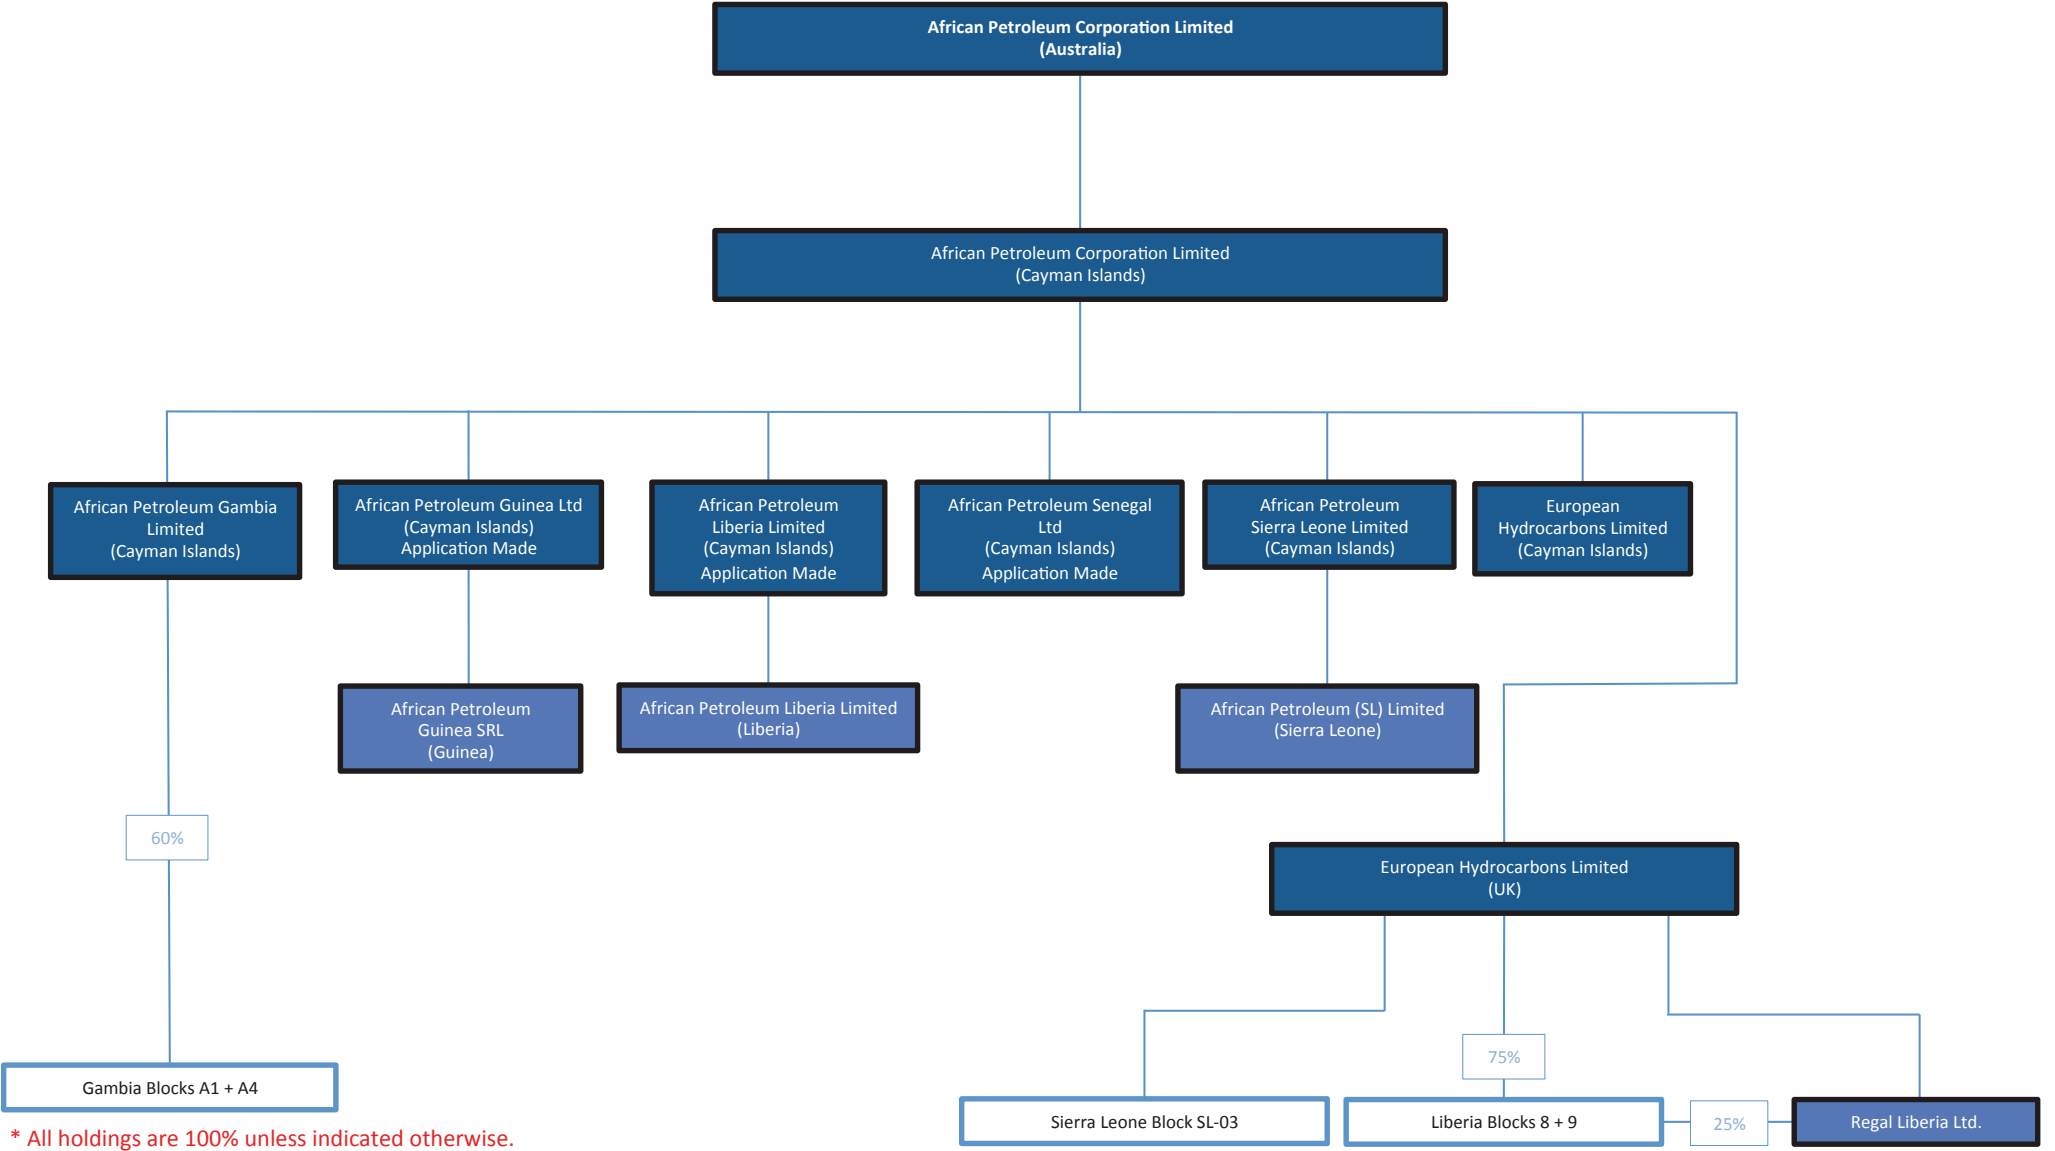 African Petroleum Corporation Limited
(Australia)
African Petroleum Corporation Limited
(Cayman Islands)
African Petroleum Gambia
Limited
(Cayman Islands)
African Petroleum Guinea Ltd
(Cayman Islands)
Application Made
African Petroleum
Liberia Limited
(Cayman Islands)
Application Made
African Petroleum Senegal
Ltd
(Cayman Islands)
Application Made
African Petroleum
Sierra Leone Limited
(Cayman Islands)
European
Hydrocarbons Limited
(Cayman Islands)
African Petroleum
Guinea SRL
(Guinea)
African Petroleum Liberia Limited
(Liberia)
African Petroleum (SL) Limited
(Sierra Leone)
60%
European Hydrocarbons Limited
(UK)
75%
Gambia Blocks A1 + A4
Sierra Leone Block SL-03
Liberia Blocks 8 + 9
25%
Regal Liberia Ltd.
* All holdings are 100% unless indicated otherwise.